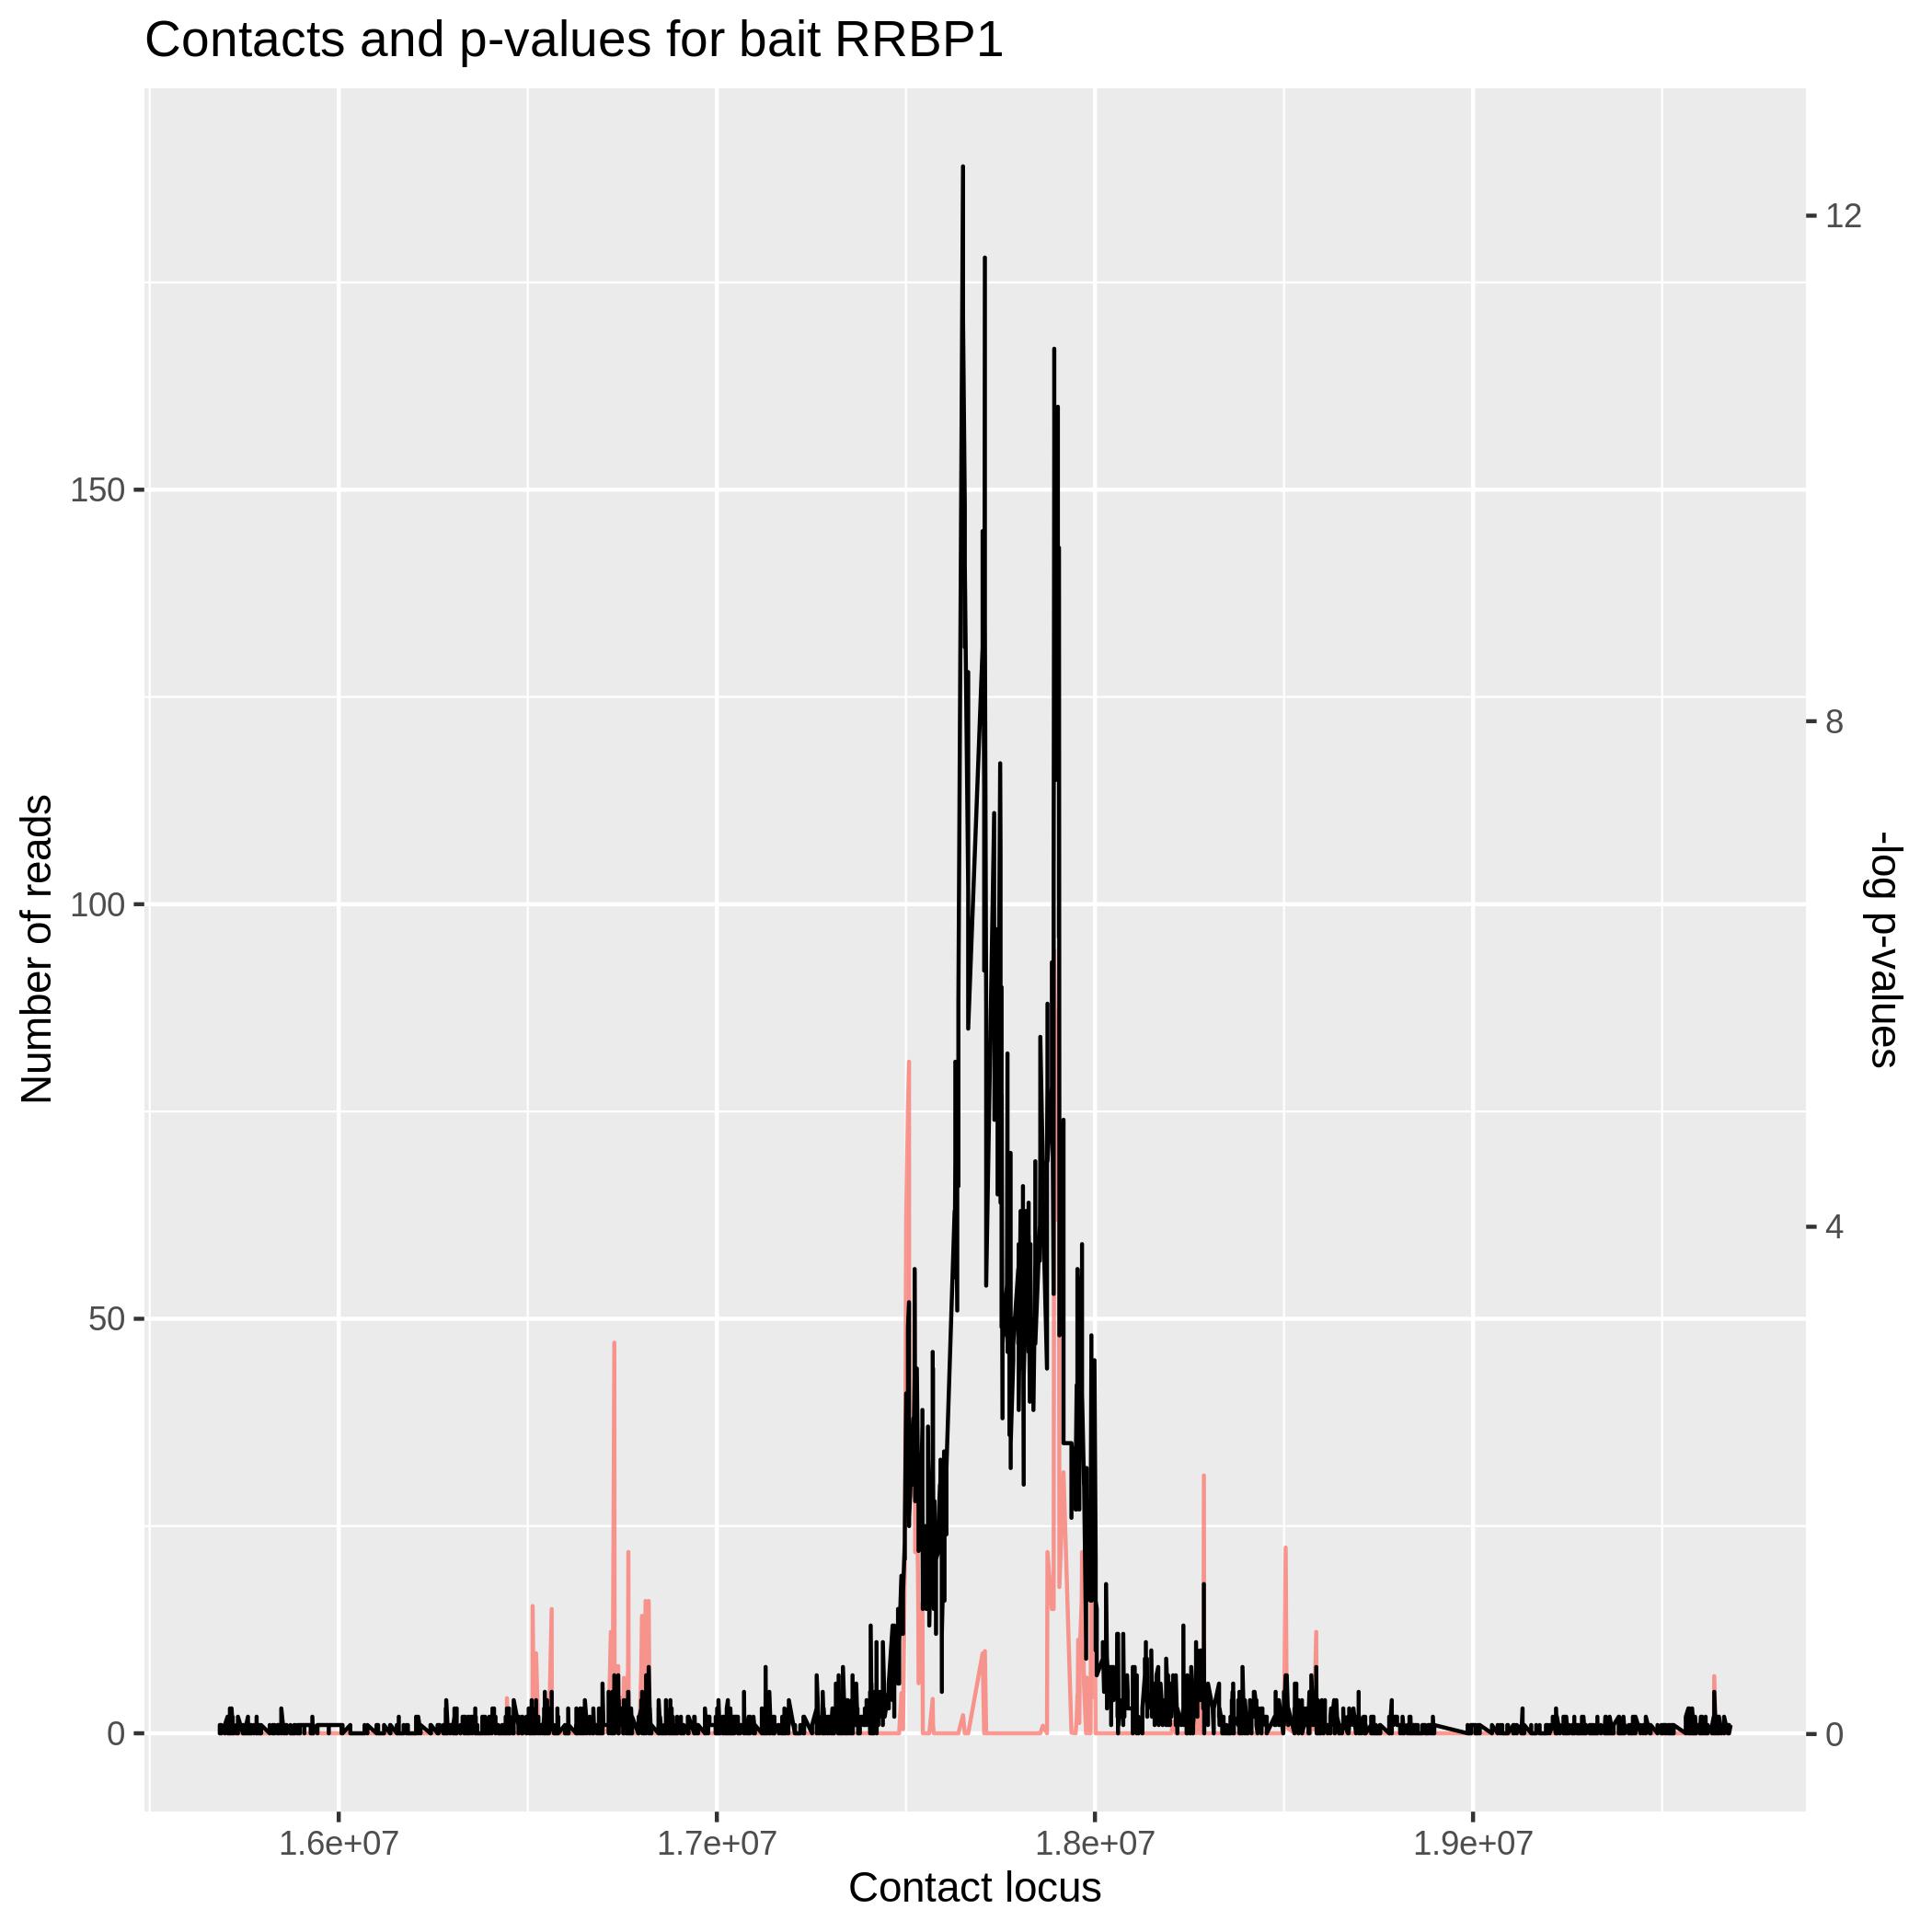 Contacts and p-values for bait RRBP1
Number of reads
150
100
50
0
12
8
4
0
-log p-values
1.6e+07
1.7e+07
1.8e+07
1.9e+07
Contact locus